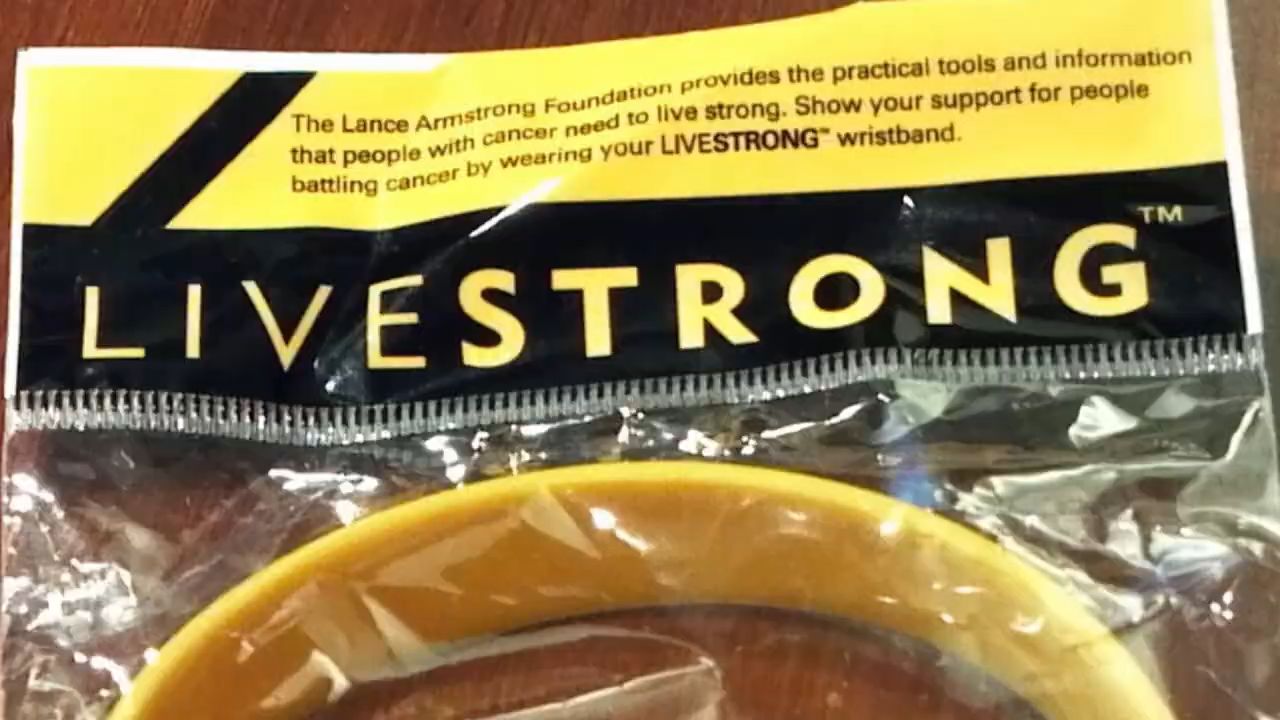 The Lance Armstrong Foundation provides the practical tools and information
that people with cancer need to live strong. Show your support for people
battling cancer by wearing your LIVESTRONG™ wristband.
LIVESTRONG™